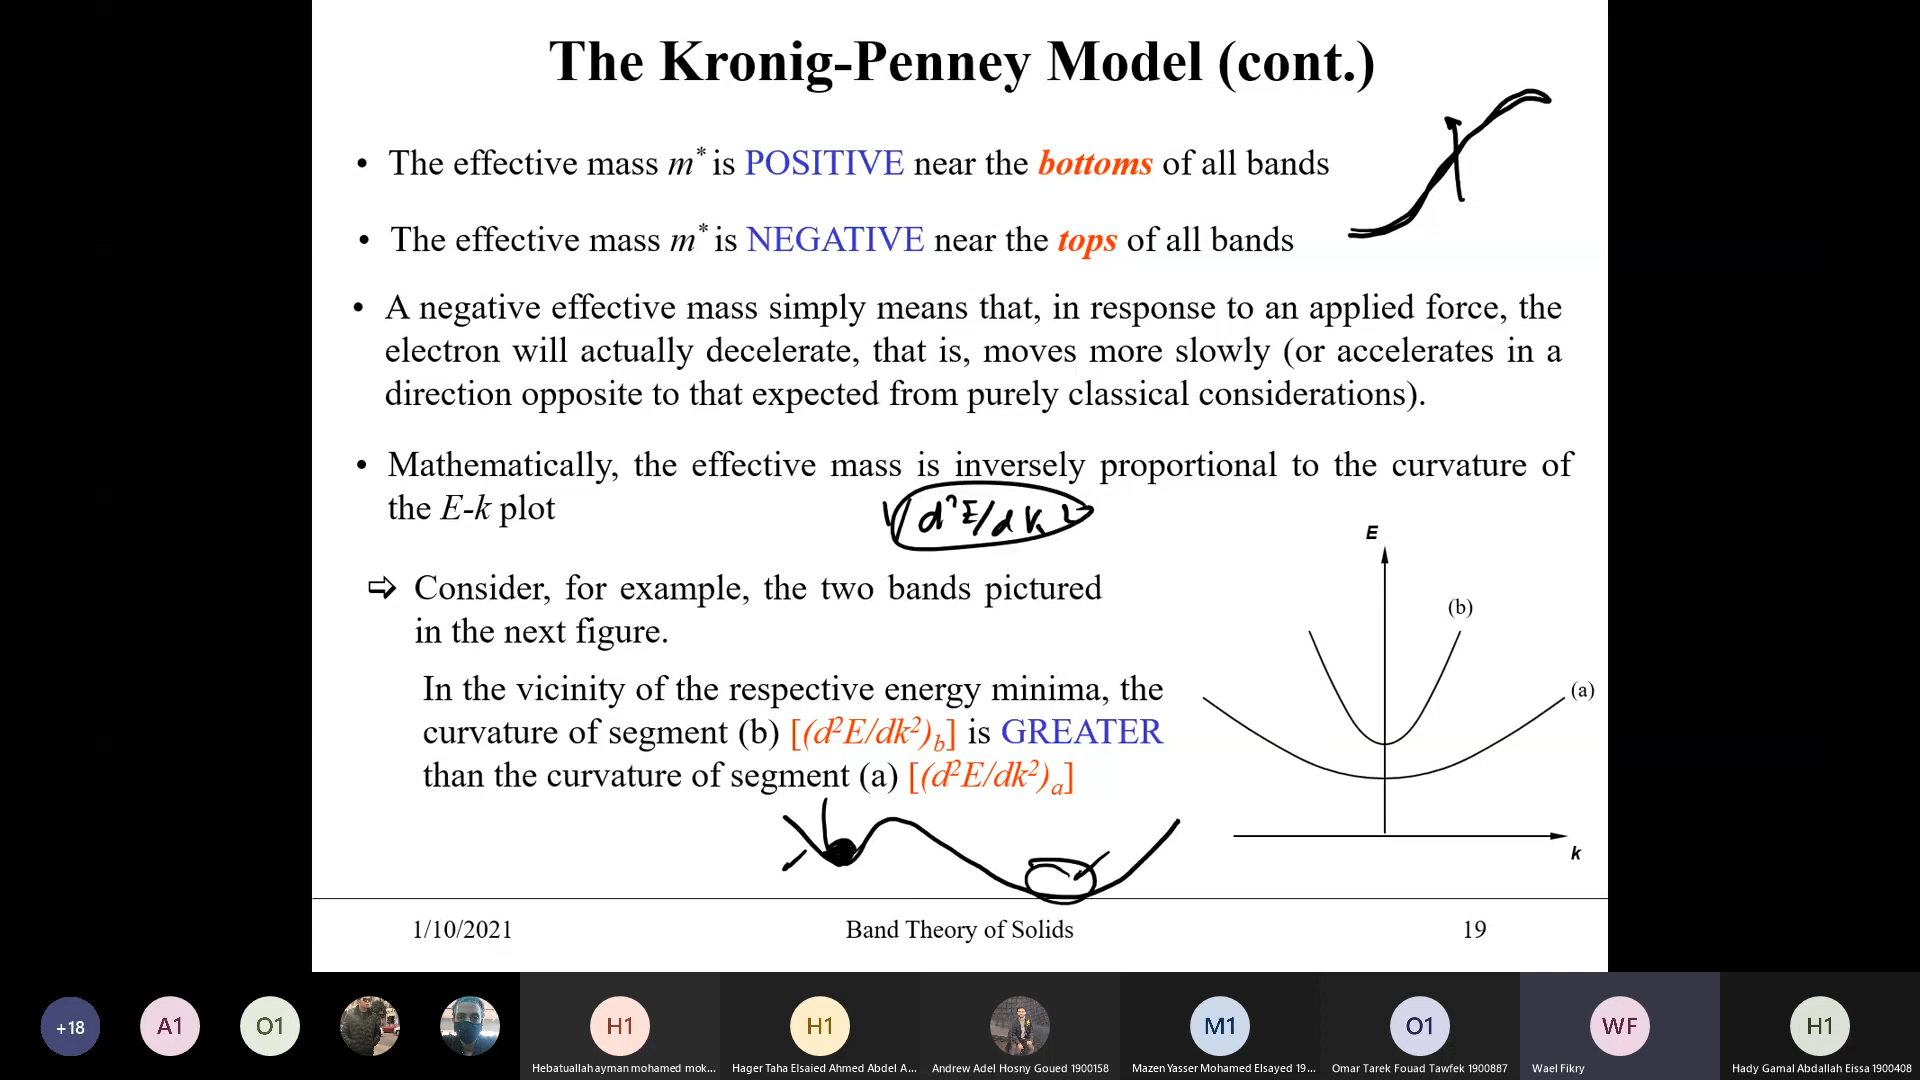 The Kronig-Penney Model (cont.)
• The effective mass m* is POSITIVE near the bottoms of all bands
• The effective mass m* is NEGATIVE near the tops of all bands
• A negative effective mass simply means that, in response to an applied force, the
electron will actually decelerate, that is, moves more slowly (or accelerates in a
direction opposite to that expected from purely classical considerations).
• Mathematically, the effective mass is inversely proportional to the curvature of
the E-k plot
1/d²E/dk²
⇨ Consider, for example, the two bands pictured
in the next figure.
In the vicinity of the respective energy minima, the
curvature of segment (b) [(d²E/dk²)b] is GREATER
than the curvature of segment (a) [(d²E/dk²)a]
E
(b)
(a)
k
1/10/2021
Band Theory of Solids
19
+18
A1
O1
H1
H1
M1
O1
WF
H1
Hebatuallah ayman mohamed mok...
Hager Taha Elsaied Ahmed Abdel A...
Andrew Adel Hosny Goued 1900158
Mazen Yasser Mohamed Elsayed 19...
Omar Tarek Fouad Tawfek 1900887
Wael Fikry
Hady Gamal Abdallah Eissa 1900408